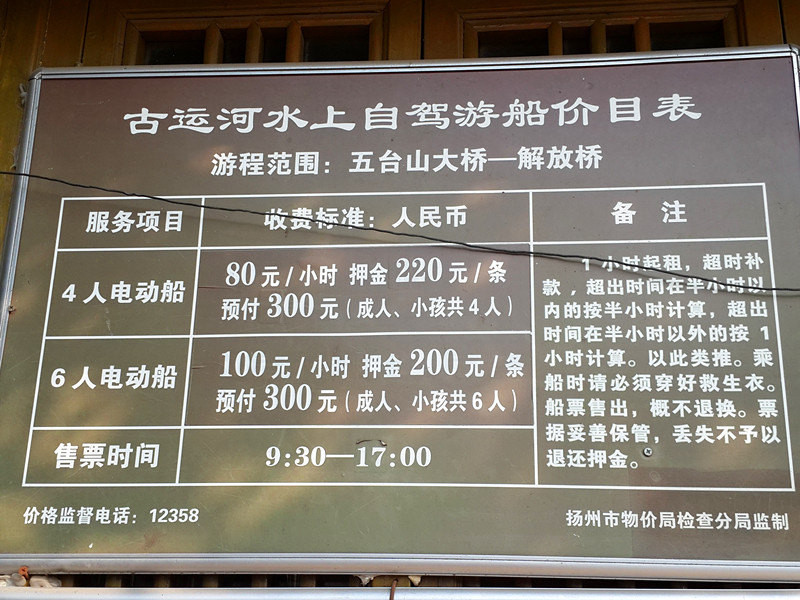 古运河水上自驾游船价目表
游程范围：五台山大桥—解放桥
服务项目
收费标准：人民币
备 注
4人电动船
80元/小时 押金220元/条
预付300元（成人、小孩共4人）
6人电动船
100元/小时 押金200元/条
预付300元（成人、小孩共6人）
售票时间
9:30—17:00
1小时起租，超时补
款，超出时间在半小时以
内的按半小时计算，超出
时间在半小时以外的按1
小时计算。以此类推。乘
船时请必须穿好救生衣。
船票售出，概不退换。票
据妥善保管，丢失不予以
退还押金。
价格监督电话：12358
扬州市物价局检查分局监制